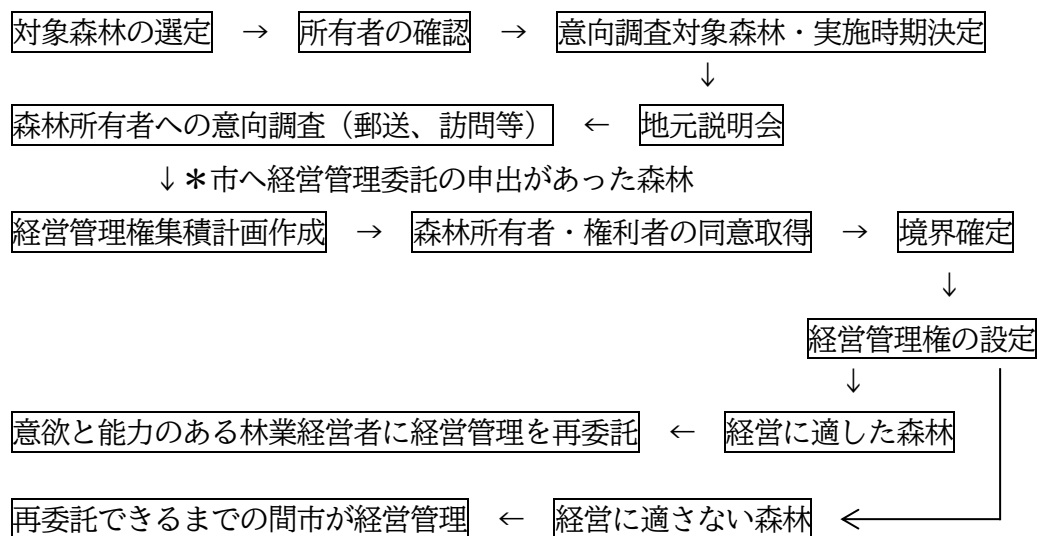 対象森林の選定 → 所有者の確認 → 意向調査対象森林・実施時期決定
↓
森林所有者への意向調査（郵送、訪問等） ← 地元説明会
↓＊市へ経営管理委託の申出があった森林
経営管理権集積計画作成 → 森林所有者・権利者の同意取得 → 境界確定
↓
経営管理権の設定
↓
意欲と能力のある林業経営者に経営管理を再委託 ← 経営に適した森林
再委託できるまでの間市が経営管理 ← 経営に適さない森林